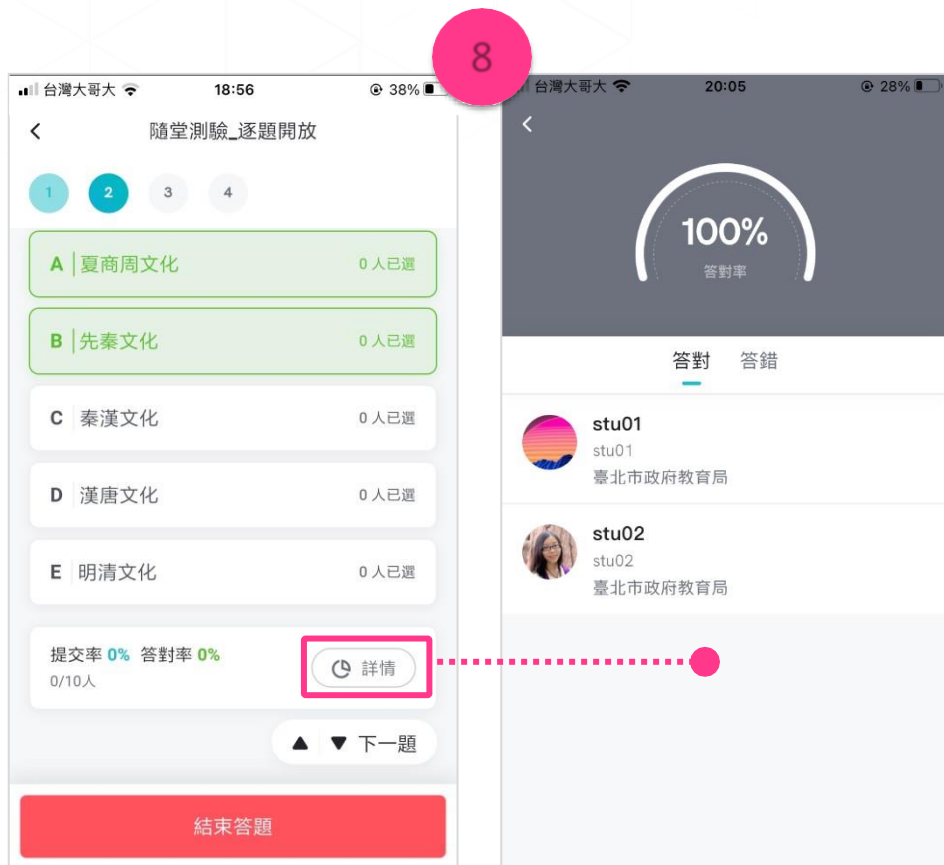 8
台灣大哥大 18:56 38%
隨堂測驗_逐題開放
1 2 3 4
A 夏商周文化 0 人已選
B 先秦文化 0 人已選
C 秦漢文化 0 人已選
D 漢唐文化 0 人已選
E 明清文化 0 人已選
提交率 0% 答對率 0%
0/10人
詳情
下一題
結束答題
台灣大哥大 20:05 28%
100%
答對率
答對 答錯
stu01
stu01
臺北市政府教育局
stu02
stu02
臺北市政府教育局